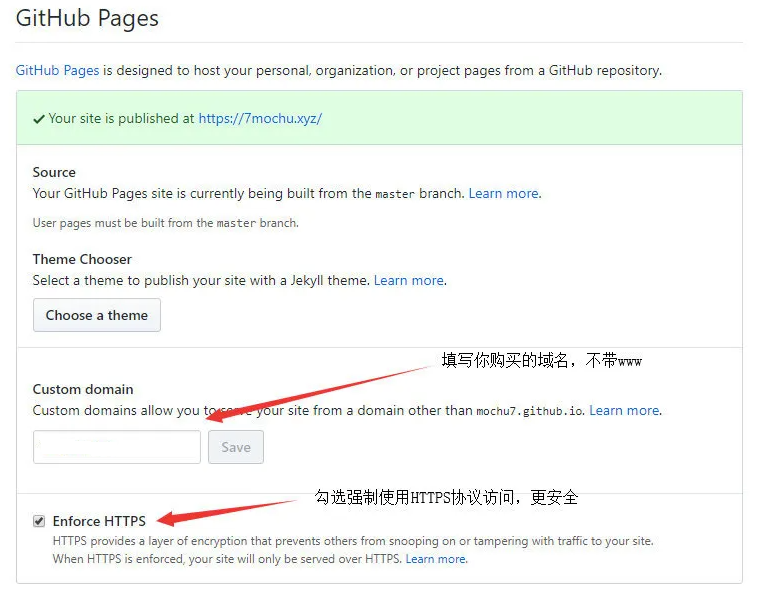 GitHub Pages
GitHub Pages is designed to host your personal, organization, or project pages from a GitHub repository.
Your site is published at https://7mochu.xyz/
Source
Your GitHub Pages site is currently being built from the master branch. Learn more.
User pages must be built from the master branch.
Theme Chooser
Select a theme to publish your site with a Jekyll theme. Learn more.
Choose a theme
填写你购买的域名，不带www
Custom domain
Custom domains allow you to serve your site from a domain other than mochu7.github.io. Learn more.
Save
勾选强制使用HTTPS协议访问，更安全
Enforce HTTPS
HTTPS provides a layer of encryption that prevents others from snooping on or tampering with traffic to your site.
When HTTPS is enforced, your site will only be served over HTTPS. Learn more.